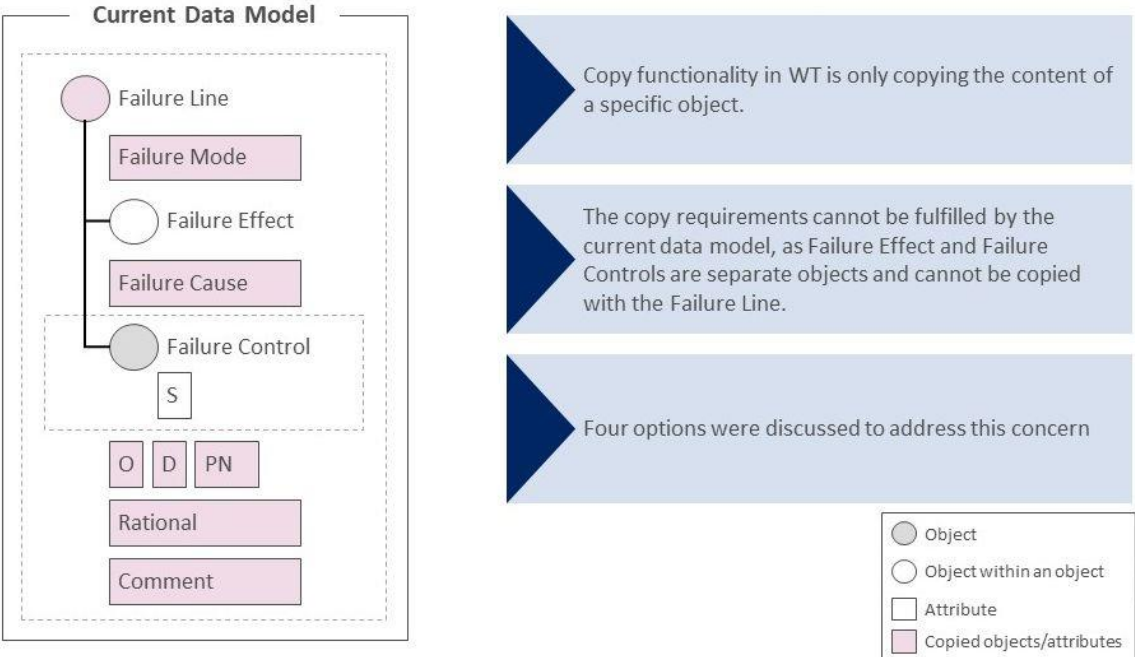 Current Data Model
Failure Line
Failure Mode
Failure Effect
Failure Cause
Failure Control
S
O D PN
Rational
Comment
Copy functionality in WT is only copying the content of
a specific object.
The copy requirements cannot be fulfilled by the
current data model, as Failure Effect and Failure
Controls are separate objects and cannot be copied
with the Failure Line.
Four options were discussed to address this concern
Object
Object within an object
Attribute
Copied objects/attributes